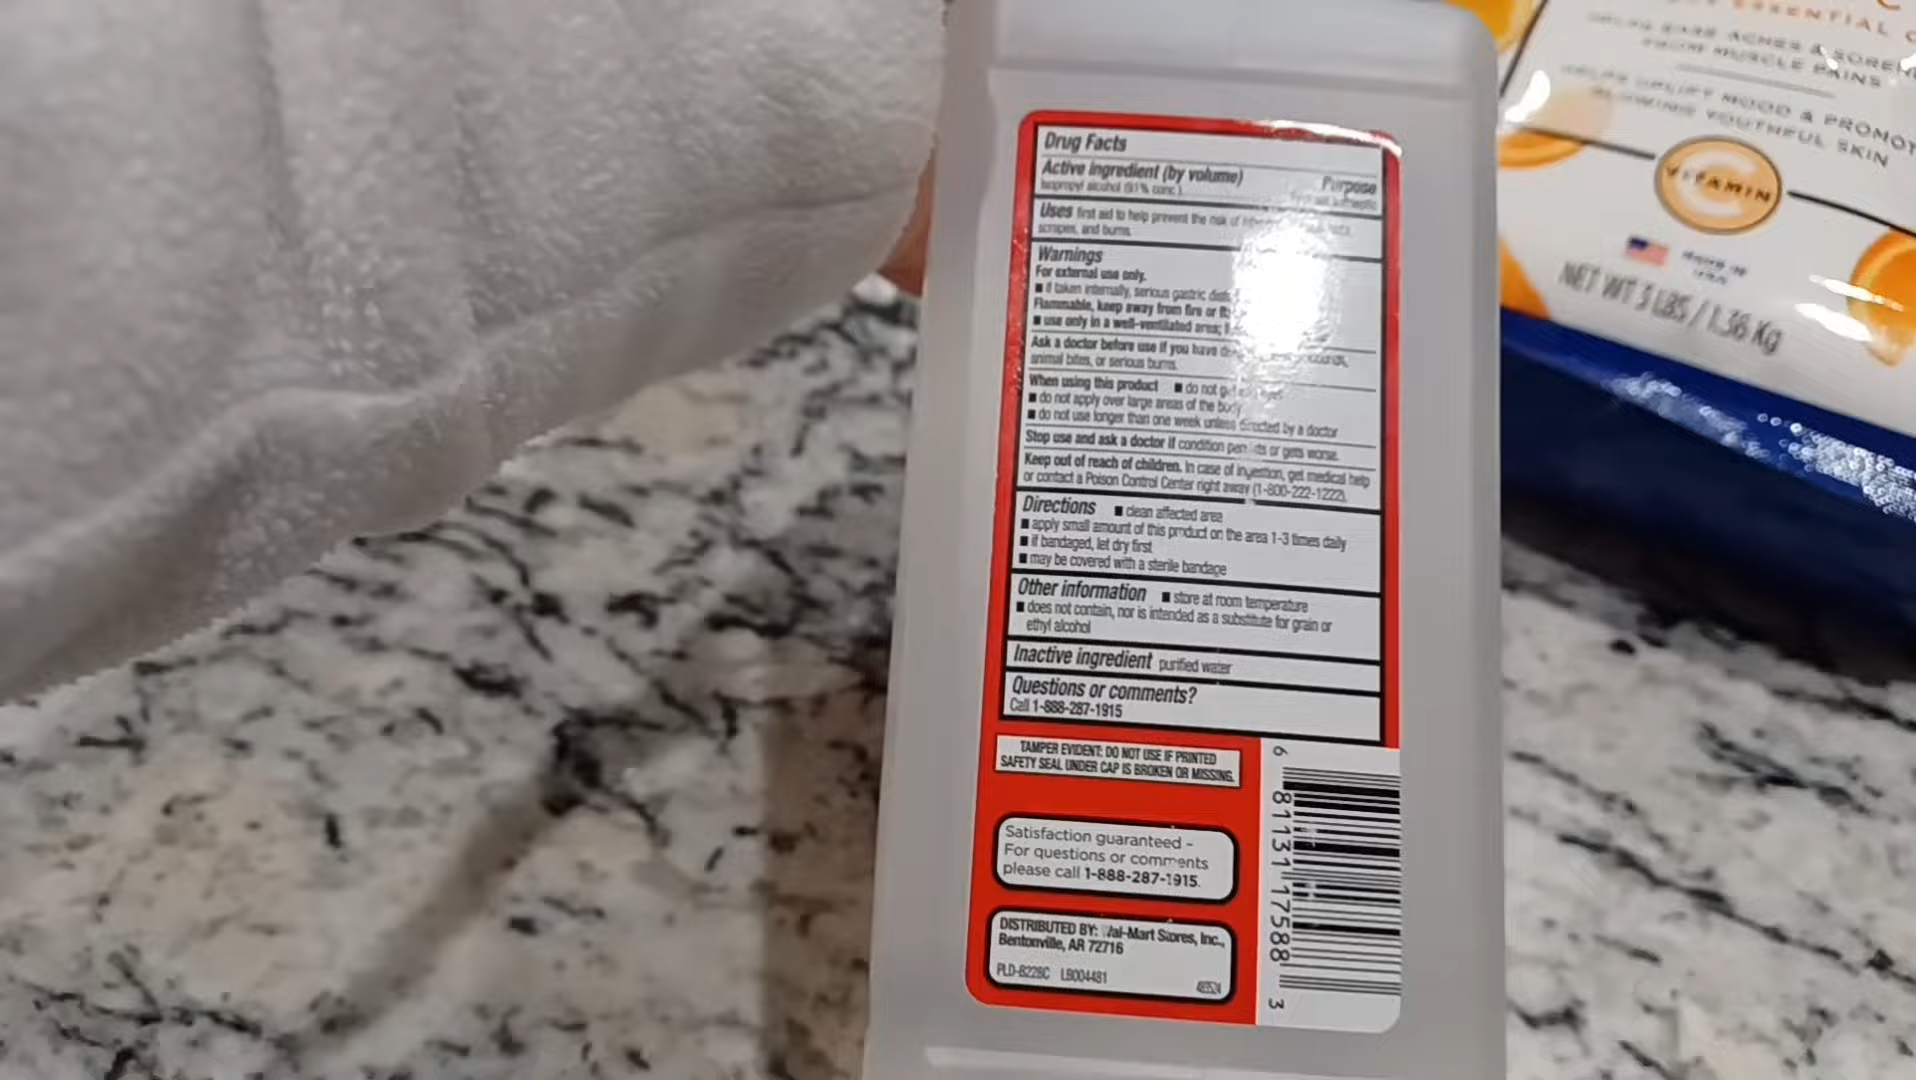 Drug Facts
Active ingredient (by volume) Purpose
Isopropyl alcohol (91% conc.) First aid antiseptic
Uses first aid to help prevent the risk of
scrapes, and burns.
Warnings
For external use only.
■ if taken internally, serious gastric
Flammable, keep away from fire or
■ use only in a well-ventilated area;
Ask a doctor before use if you have
animal bites, or serious burns.
When using this product ■ do not get eyes
■ do not apply over large areas of the body
■ do not use longer than one week unless directed by a doctor
Stop use and ask a doctor if condition persists or gets worse.
Keep out of reach of children. In case of ingestion, get medical help
or contact a Poison Control Center right away (1-800-222-1222).
Directions ■ clean affected area
■ apply small amount of this product on the area 1-3 times daily
■ if bandaged, let dry first
■ may be covered with a sterile bandage
Other information ■ store at room temperature
■ does not contain, nor is intended as a substitute for grain or
ethyl alcohol
Inactive ingredient purified water
Questions or comments?
Call 1-888-287-1915
TAMPER EVIDENT: DO NOT USE IF PRINTED
SAFETY SEAL UNDER CAP IS BROKEN OR MISSING.
Satisfaction guaranteed –
For questions or comments
please call 1-888-287-1915.
DISTRIBUTED BY: Wal-Mart Stores, Inc.,
Bentonville, AR 72716
PLD-B228C LB004481
6 81131 17588 3
ESSENTIAL
HELPS EASE ACHES & SORENESS
FROM MUSCLE PAINS
HELPS UPLIFT MOOD & PROMOTE
GLOWING YOUTHFUL SKIN
VITAMIN
C
MADE IN
USA
NET WT 3 LBS / 1.36 Kg